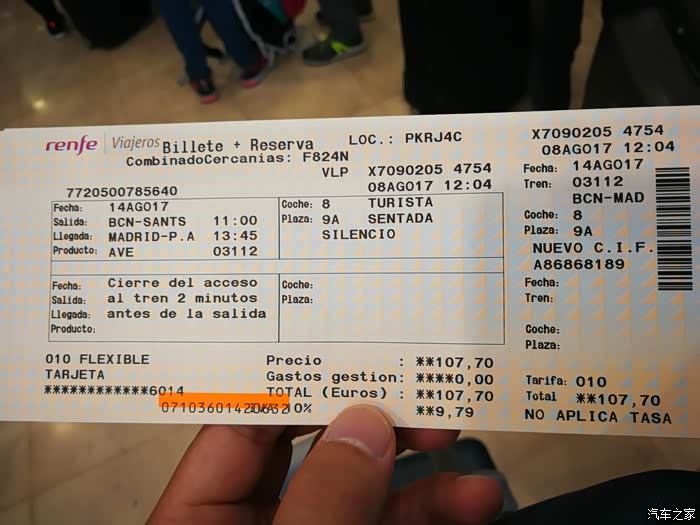 renfe Viajeros Billete + Reserva LOC.: PKRJ4C
CombinadoCercanias: F824N
VLP X7090205 4754
7720500785640 08AGO17 12:04
Fecha: 14AGO17 Coche: 8 TURISTA
Salida: BCN-SANTS 11:00 Plaza: 9A SENTADA
Llegada: MADRID-P.A 13:45 SILENCIO
Producto: AVE 03112
Fecha: Cierre del acceso Coche:
Salida: al tren 2 minutos Plaza:
Llegada: antes de la salida
Producto:
010 FLEXIBLE Precio : **107,70
TARJETA Gastos gestion: ****0,00
************6014 TOTAL (Euros) : **107,70
10% **9,79
X7090205 4754
08AGO17 12:04
Fecha: 14AGO17
Tren: 03112
BCN-MAD
Coche: 8
Plaza: 9A
NUEVO C.I.F.
A86868189
Fecha:
Tren:
Coche:
Plaza:
Tarifa: 010
Total **107,70
NO APLICA TASA
汽车之家